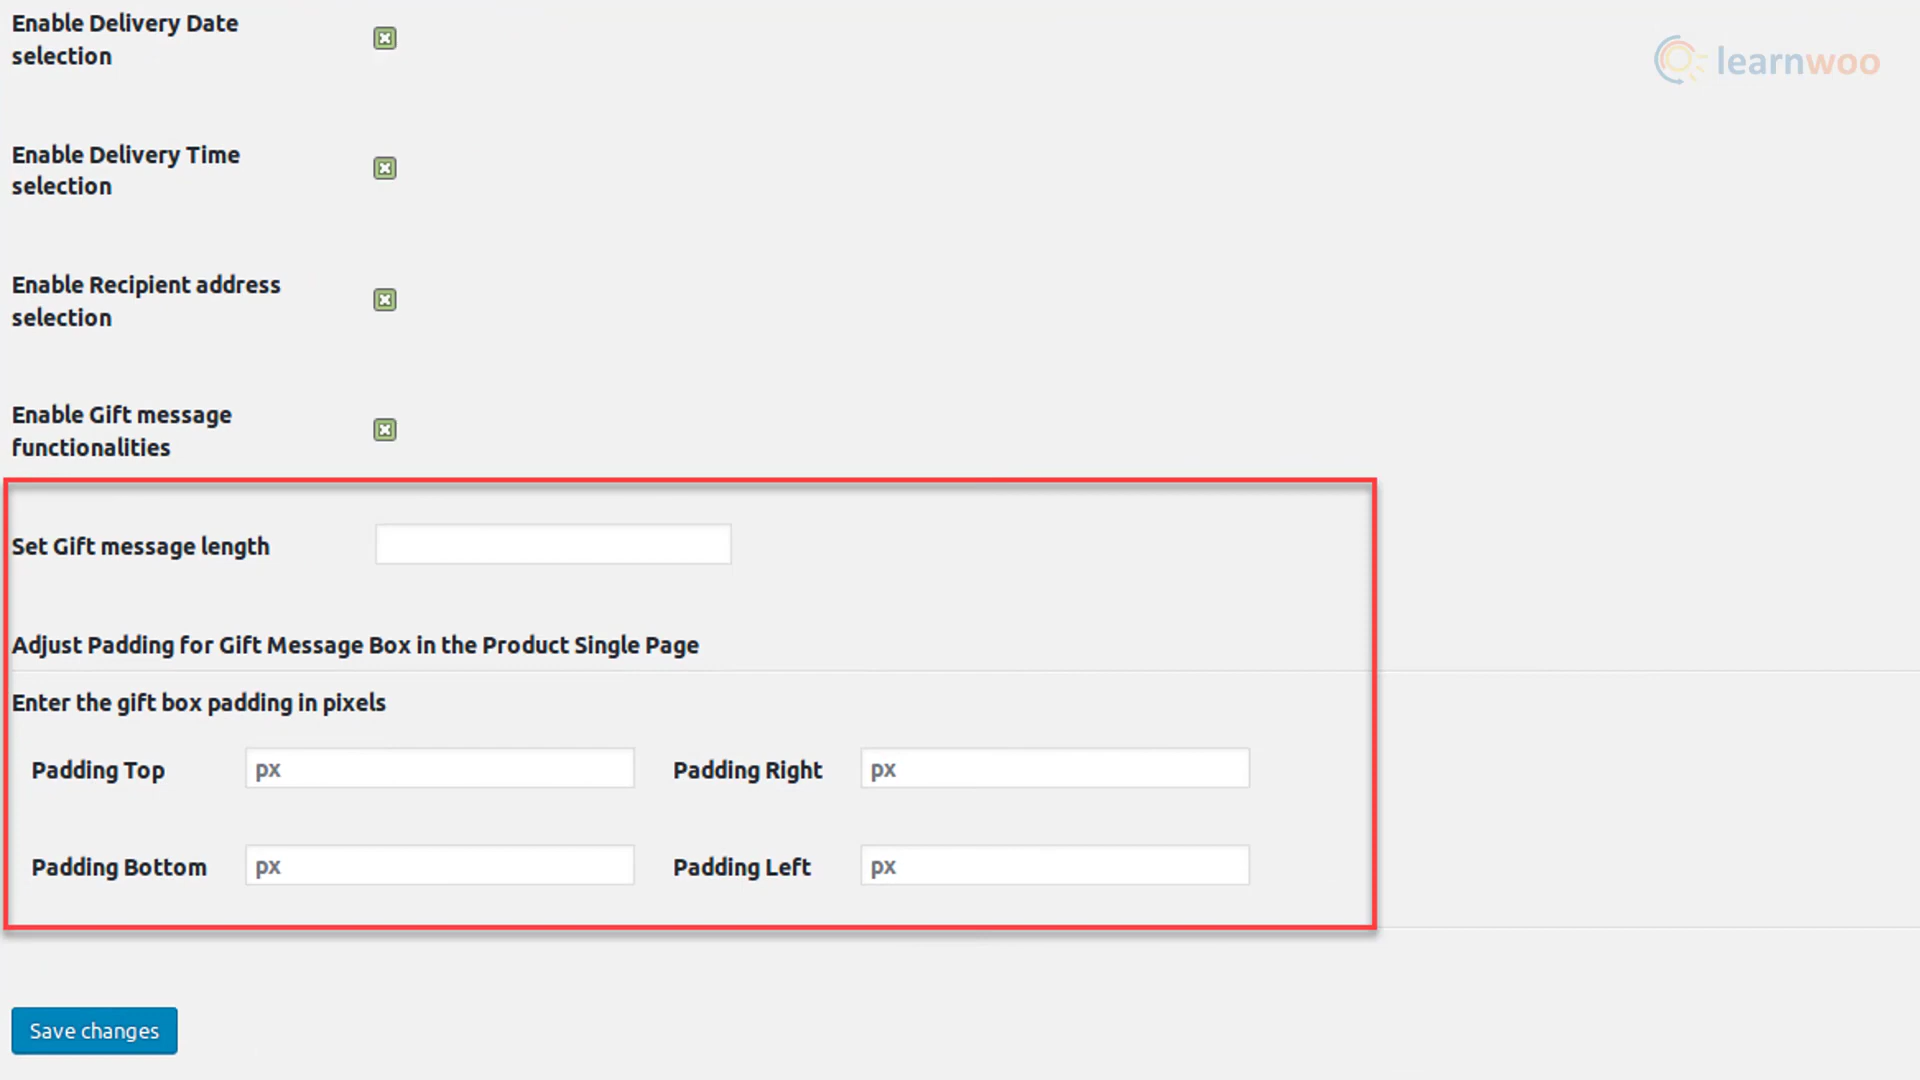 Enable Delivery Date
selection
learnwoo
Enable Delivery Time
selection
Enable Recipient address
selection
Enable Gift message
functionalities
Set Gift message length
Adjust Padding for Gift Message Box in the Product Single Page
Enter the gift box padding in pixels
Padding Top px Padding Right px
Padding Bottom px Padding Left px
Save changes